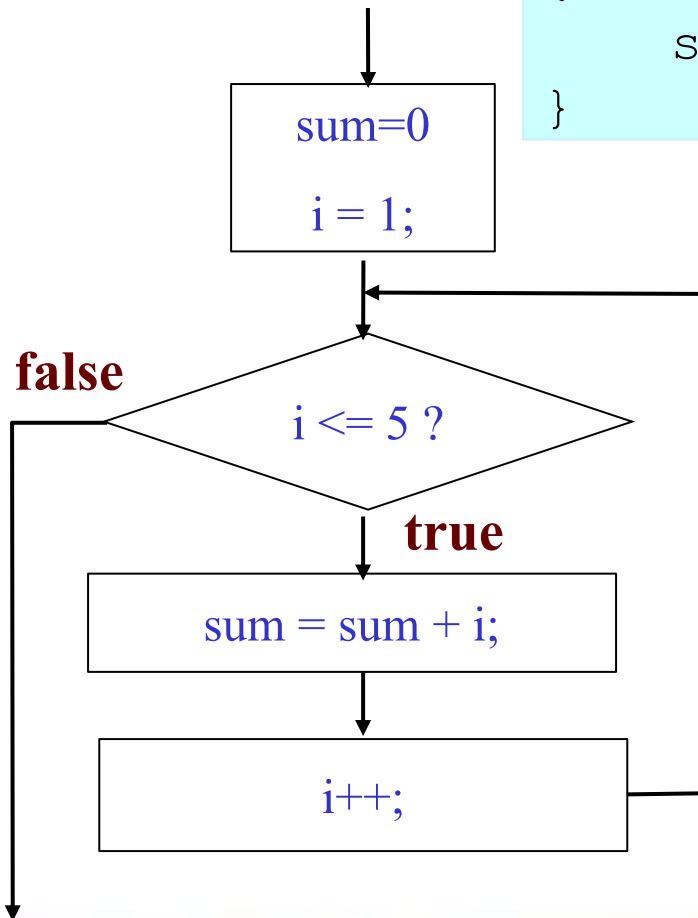 S
}
sum=0
i = 1;
false
i <= 5 ?
true
sum = sum + i;
i++;